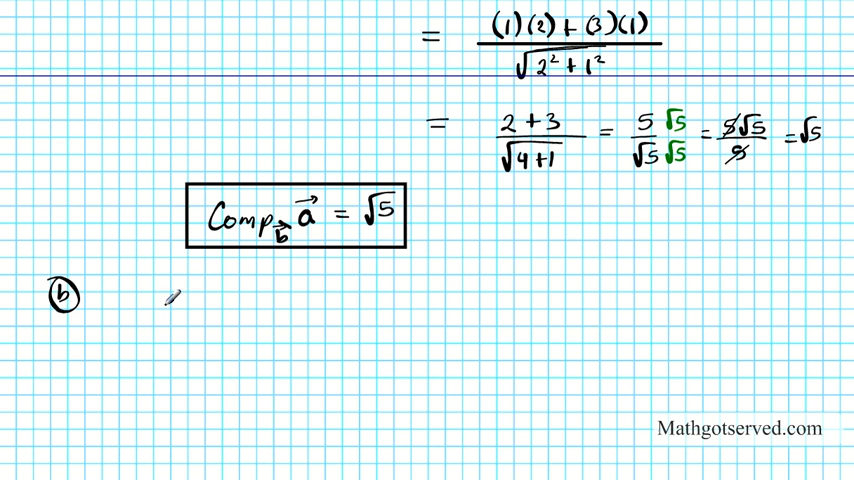 = (1)(2) + (3)(1) / √2² + 1²
= 2 + 3 / √4+1 = 5 √5 / √5 √5 = 5√5 / 5 = √5
Comp_b⃗ a⃗ = √5
b
Mathgotserved.com